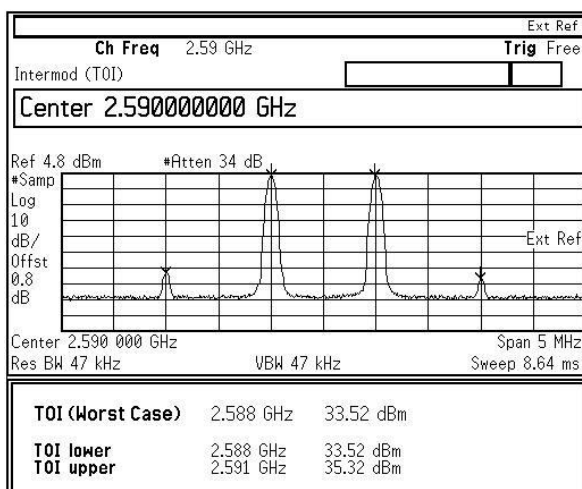 Ext Ref
Ch Freq 2.59 GHz Trig Free
Intermod (TOI)
Center 2.590000000 GHz
Ref 4.8 dBm #Atten 34 dB
#Samp
Log
10
dB/
Offst
0.8
dB
Ext Ref
Center 2.590 000 GHz Span 5 MHz
Res BW 47 kHz VBW 47 kHz Sweep 8.64 ms
TOI (Worst Case) 2.588 GHz 33.52 dBm
TOI lower 2.588 GHz 33.52 dBm
TOI upper 2.591 GHz 35.32 dBm